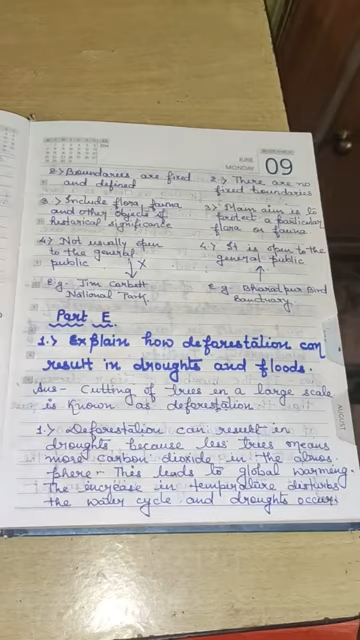 JUNE
MONDAY
09
2.> Boundaries are fixed and defined
2.> There are no fixed boundaries
3.> Include flora, fauna and other objects of historical significance
3.> Main aim is to protect a particular flora or fauna
4.> Not usually open to the general public
4.> It is open to the general public
E.g. Jim Corbett National Park
E.g. Bharatpur Bird Sanctuary
Part E
1.> Explain how deforestation can
result in droughts and floods.
Ans - Cutting of trees on a large scale
is known as deforestation
1.> Deforestation can result in
droughts because less trees means
more carbon dioxide in the atmos-
phere - This leads to global warming.
The increase in temperature disturbs
the water cycle and droughts occurs
AUGUST